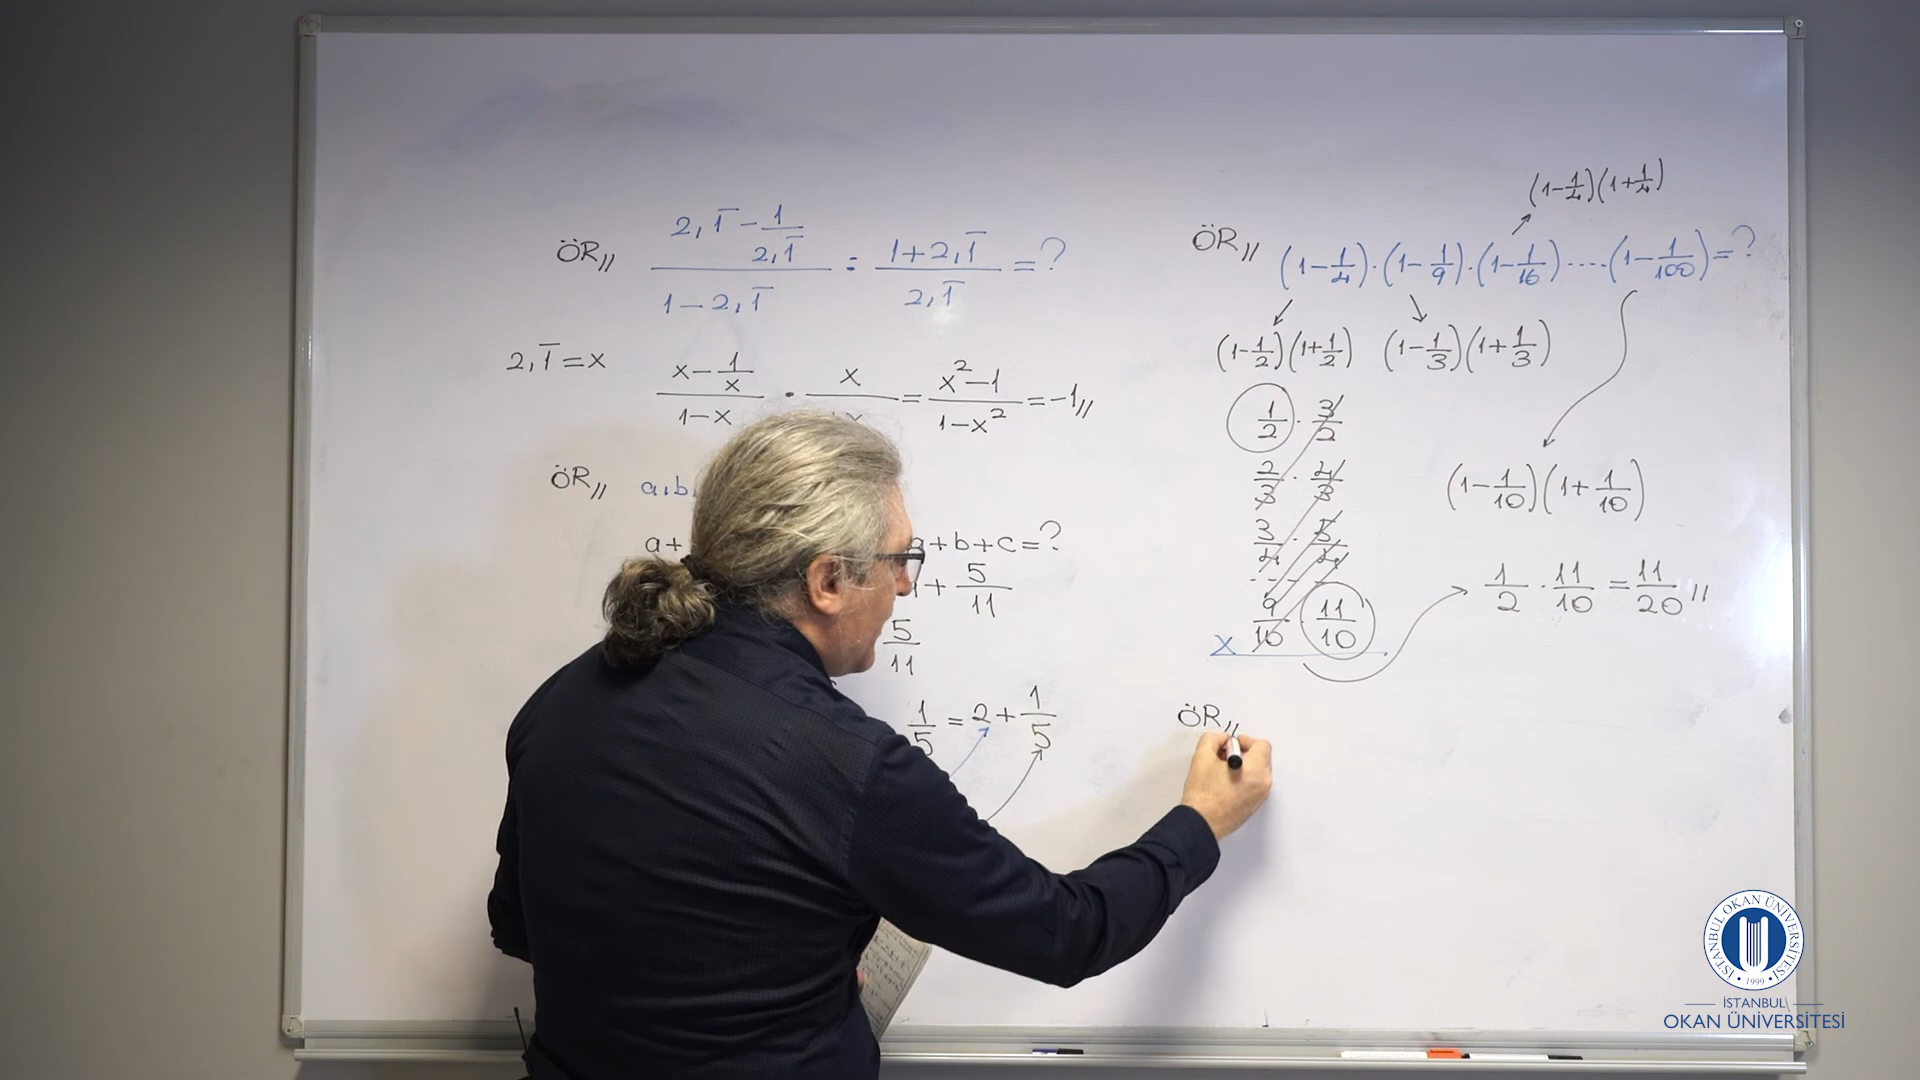 ÖR// (2,1̅ − 1/2,1̅)/(1 − 2,1̅) : (1 + 2,1̅)/2,1̅ = ?
2,1̅ = x
(x − 1/x)/(1 − x) · x = (x² − 1)/(1 − x²) = −1//
ÖR// a,b,
a+ a+b+c=?
+ 5/11
5/11
1/5 = 2 + 1/5
(1 − 1/4)(1 + 1/4)
ÖR// (1 − 1/4)·(1 − 1/9)·(1 − 1/16)·····(1 − 1/100) = ?
(1 − 1/2)(1 + 1/2) (1 − 1/3)(1 + 1/3)
1/2 · 3/2
2/3 · 4/3
(1 − 1/10)(1 + 1/10)
3/4 · 5/4
- - - -
x 9/10 · 11/10
1/2 · 11/10 = 11/20 //
ÖR//
İSTANBUL OKAN ÜNİVERSİTESİ
• 1999 •
İSTANBUL
OKAN ÜNİVERSİTESİ